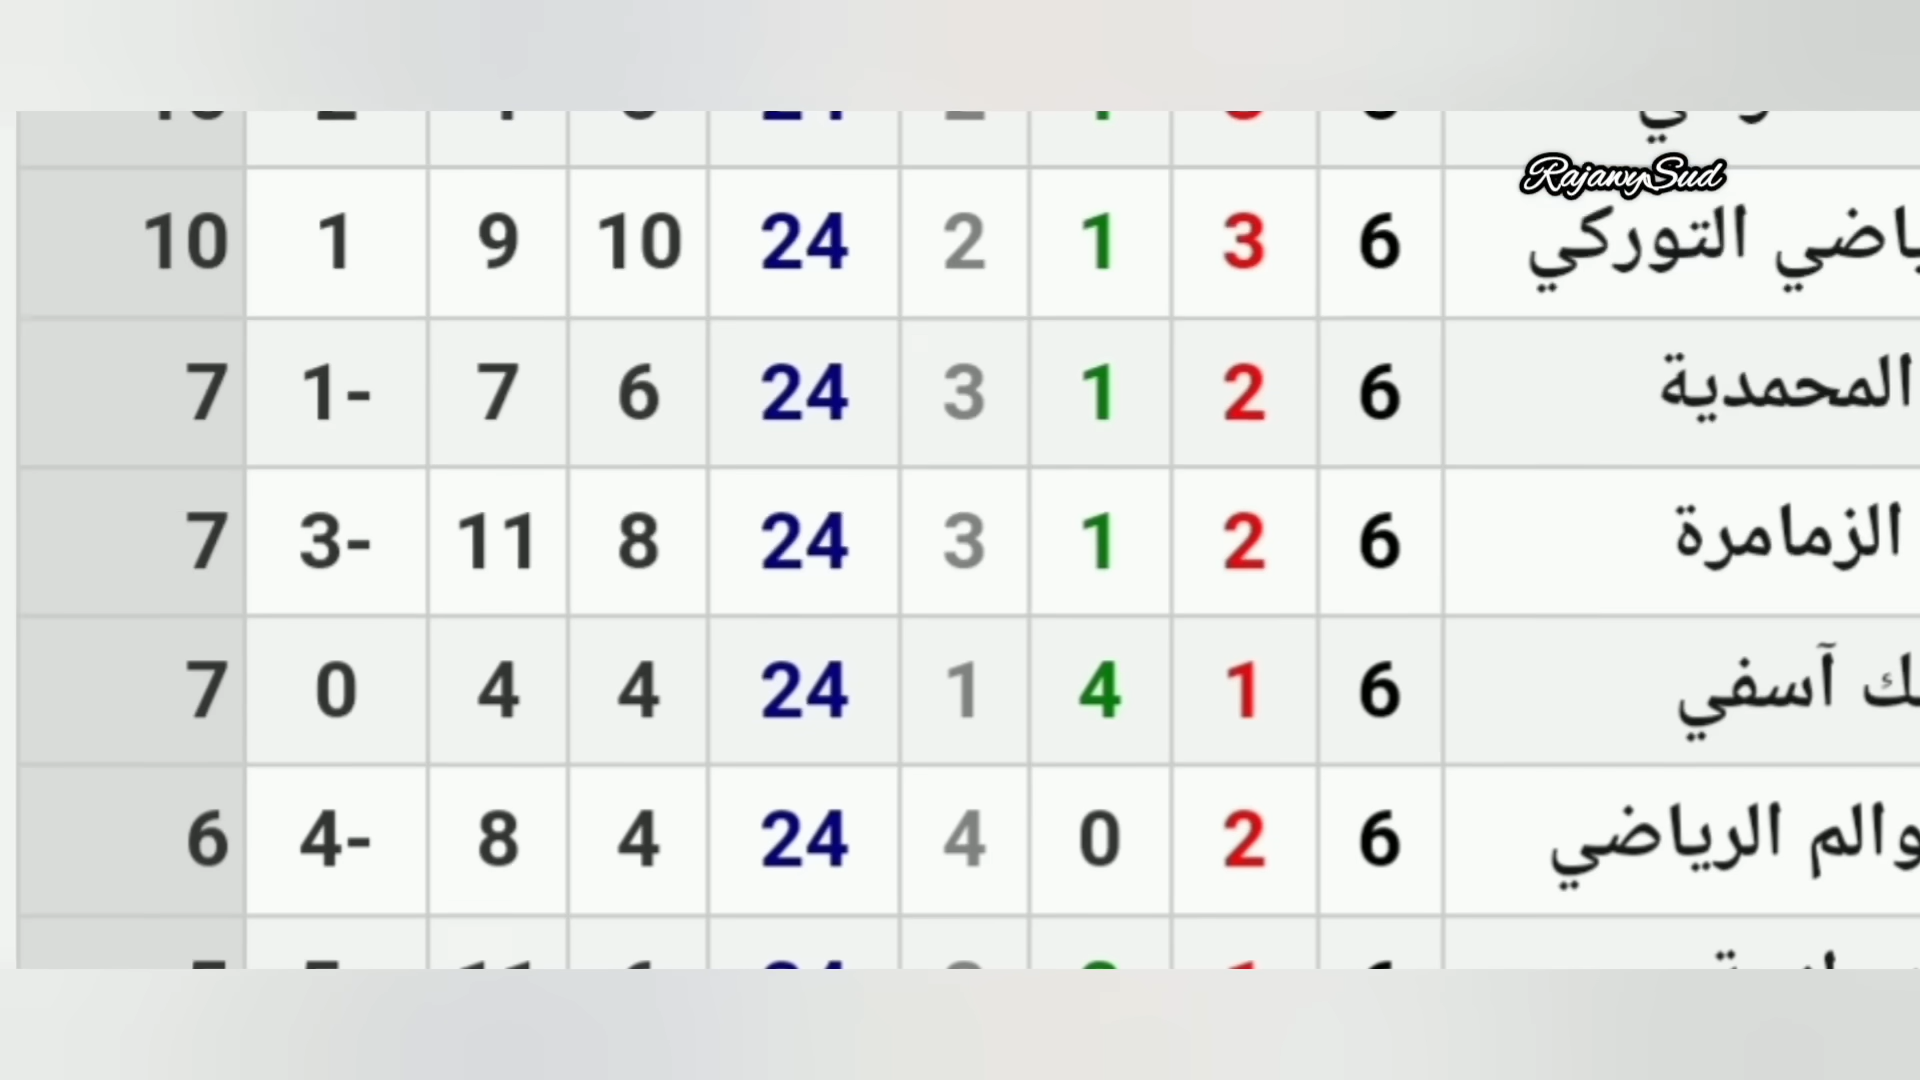 RajawySud
ياضي التوركي 6 3 1 2 24 10 9 1 10
المحمدية 6 2 1 3 24 6 7 1- 7
الزمامرة 6 2 1 3 24 8 11 3- 7
ك آسفي 6 1 4 1 24 4 4 0 7
والم الرياضي 6 2 0 4 24 4 8 4- 6